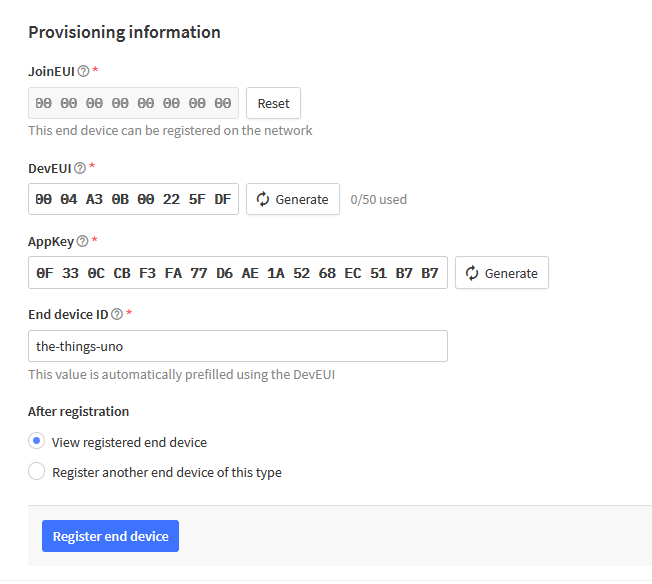 Provisioning information
JoinEUI ? *
00 00 00 00 00 00 00 00 Reset
This end device can be registered on the network
DevEUI ? *
00 04 A3 0B 00 22 5F DF Generate 0/50 used
AppKey ? *
0F 33 0C CB F3 FA 77 D6 AE 1A 52 68 EC 51 B7 B7 Generate
End device ID ? *
the-things-uno
This value is automatically prefilled using the DevEUI
After registration
View registered end device
Register another end device of this type
Register end device